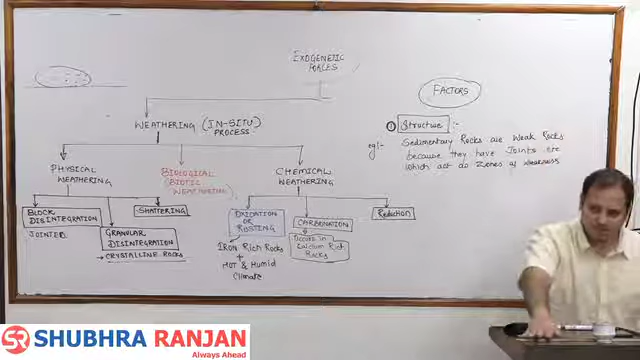 EXOGENETIC
FORCES
WEATHERING (IN-SITU
PROCESS)
PHYSICAL
WEATHERING
BIOLOGICAL
BIOTIC
WEATHERING
CHEMICAL
WEATHERING
BLOCK
DISINTEGRATION
JOINTED
GRANULAR
DISINTEGRATION
→ CRYSTALLINE ROCKS
SHATTERING
OXIDATION
OR
ROSTING
IRON Rich Rocks
+
HOT & Humid
Climate
CARBONATION
Occurs in
Calcium Rich
Rocks
Reduction
FACTORS
① Structure :-
eg:- Sedimentary Rocks are Weak Rocks
because they have Joints etc
which act as Zones of weakness
SR SHUBHRA RANJAN
Always Ahead